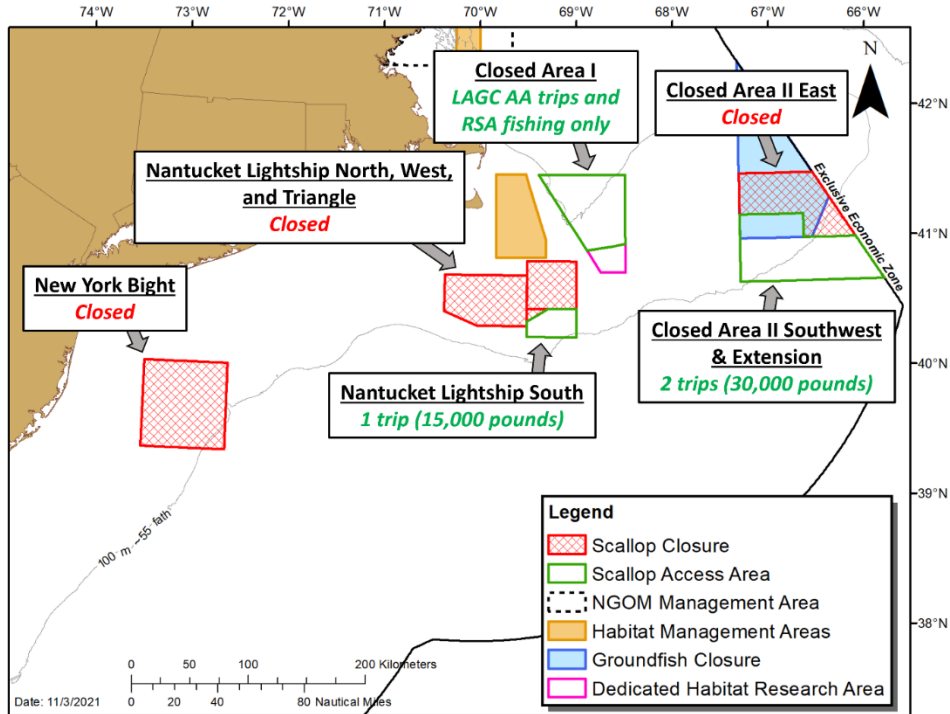 74°W 73°W 72°W 71°W 70°W 69°W 68°W 67°W 66°W
N
Closed Area I
LAGC AA trips and
RSA fishing only
Closed Area II East
Closed
42°N
Nantucket Lightship North, West,
and Triangle
Closed
Exclusive Economic Zone
41°N
New York Bight
Closed
Closed Area II Southwest
& Extension
2 trips (30,000 pounds)
40°N
Nantucket Lightship South
1 trip (15,000 pounds)
39°N
100 m ~55 fath
Legend
Scallop Closure
Scallop Access Area
NGOM Management Area
Habitat Management Areas
Groundfish Closure
Dedicated Habitat Research Area
38°N
0 50 100 200 Kilometers
Date: 11/3/2021
0 20 40 80 Nautical Miles